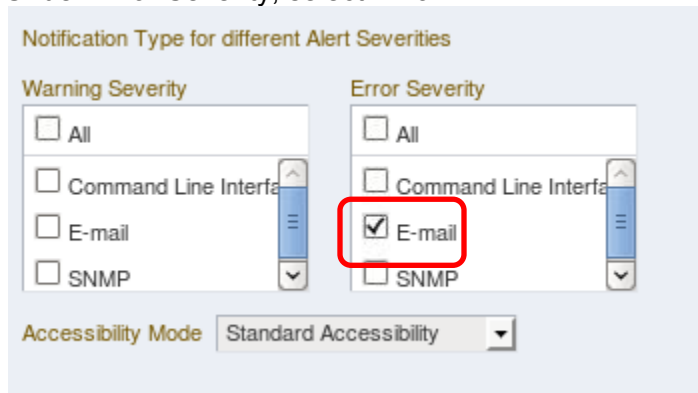 Notification Type for different Alert Severities
Warning Severity
All
Command Line Interfa
E-mail
SNMP
Error Severity
All
Command Line Interfa
E-mail
SNMP
Accessibility Mode Standard Accessibility